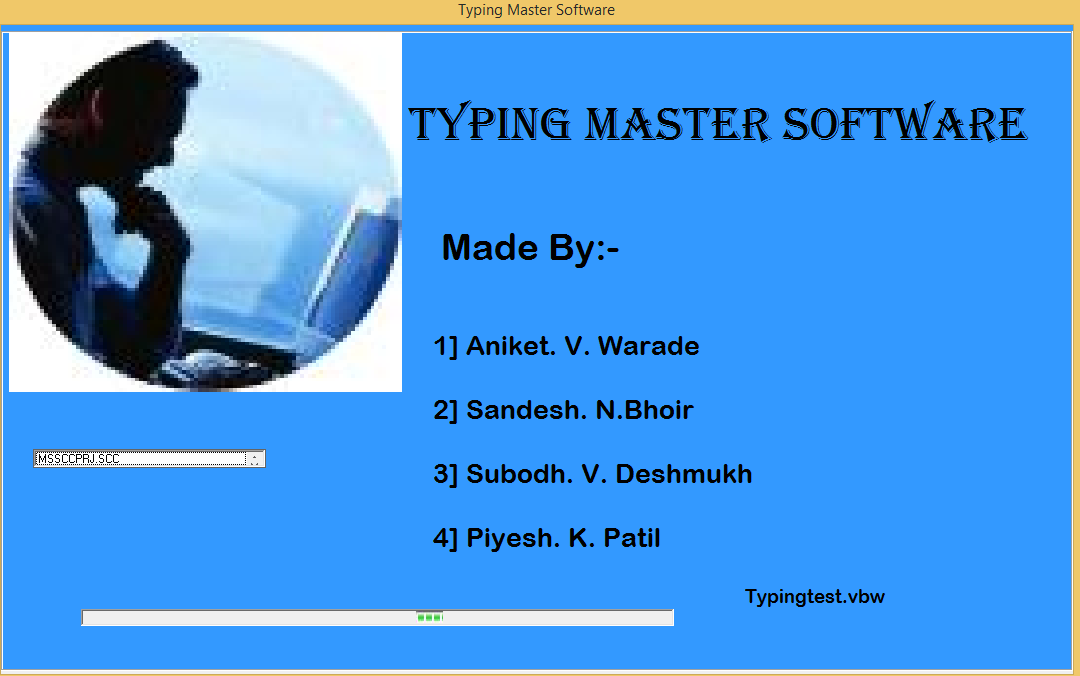 Typing Master Software
TYPING MASTER SOFTWARE
Made By:-
1] Aniket. V. Warade
2] Sandesh. N.Bhoir
MSSCCPRJ.SCC
3] Subodh. V. Deshmukh
4] Piyesh. K. Patil
Typingtest.vbw